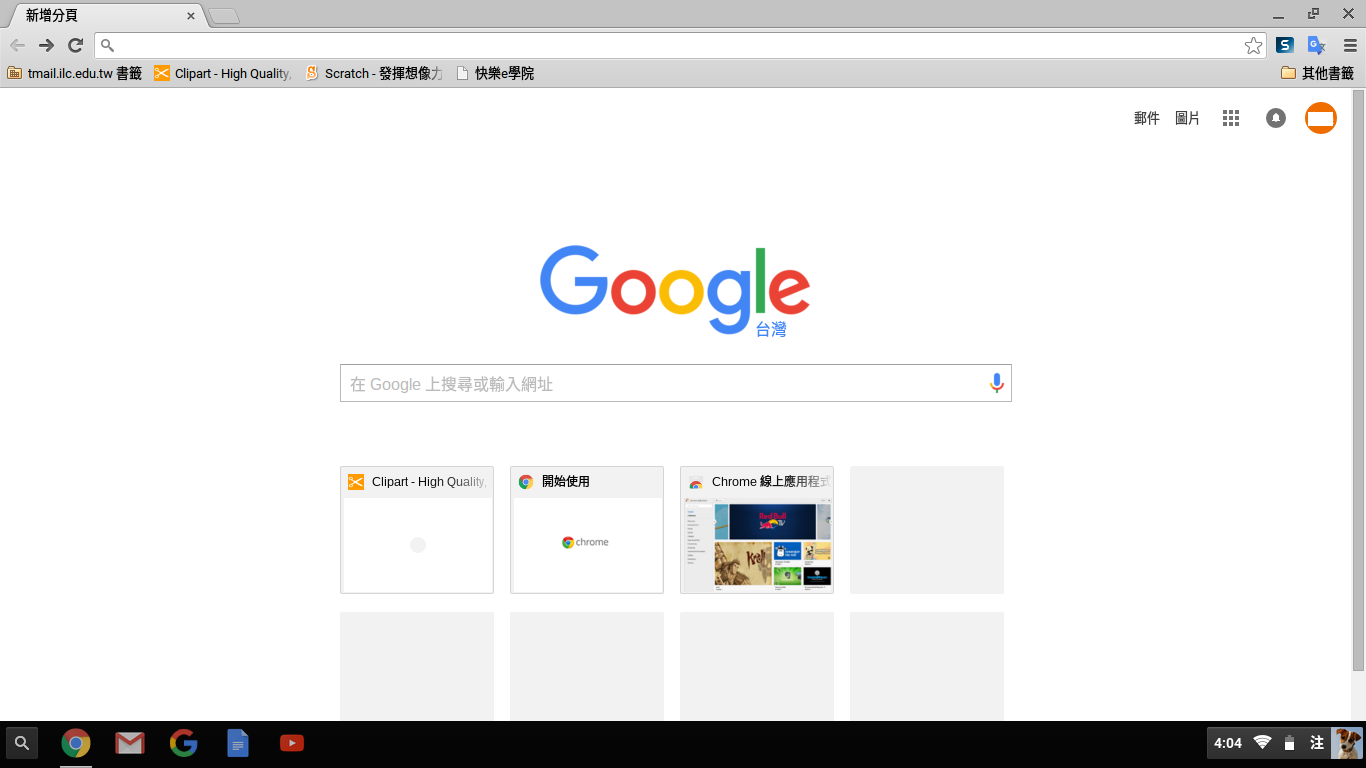 新增分頁
tmail.ilc.edu.tw 書籤
Clipart - High Quality,
Scratch - 發揮想像力
快樂e學院
其他書籤
郵件 圖片
Google
台灣
在 Google 上搜尋或輸入網址
Clipart - High Quality,
開始使用
Chrome 線上應用程式
chrome
Red Bull
TV
4:04
注